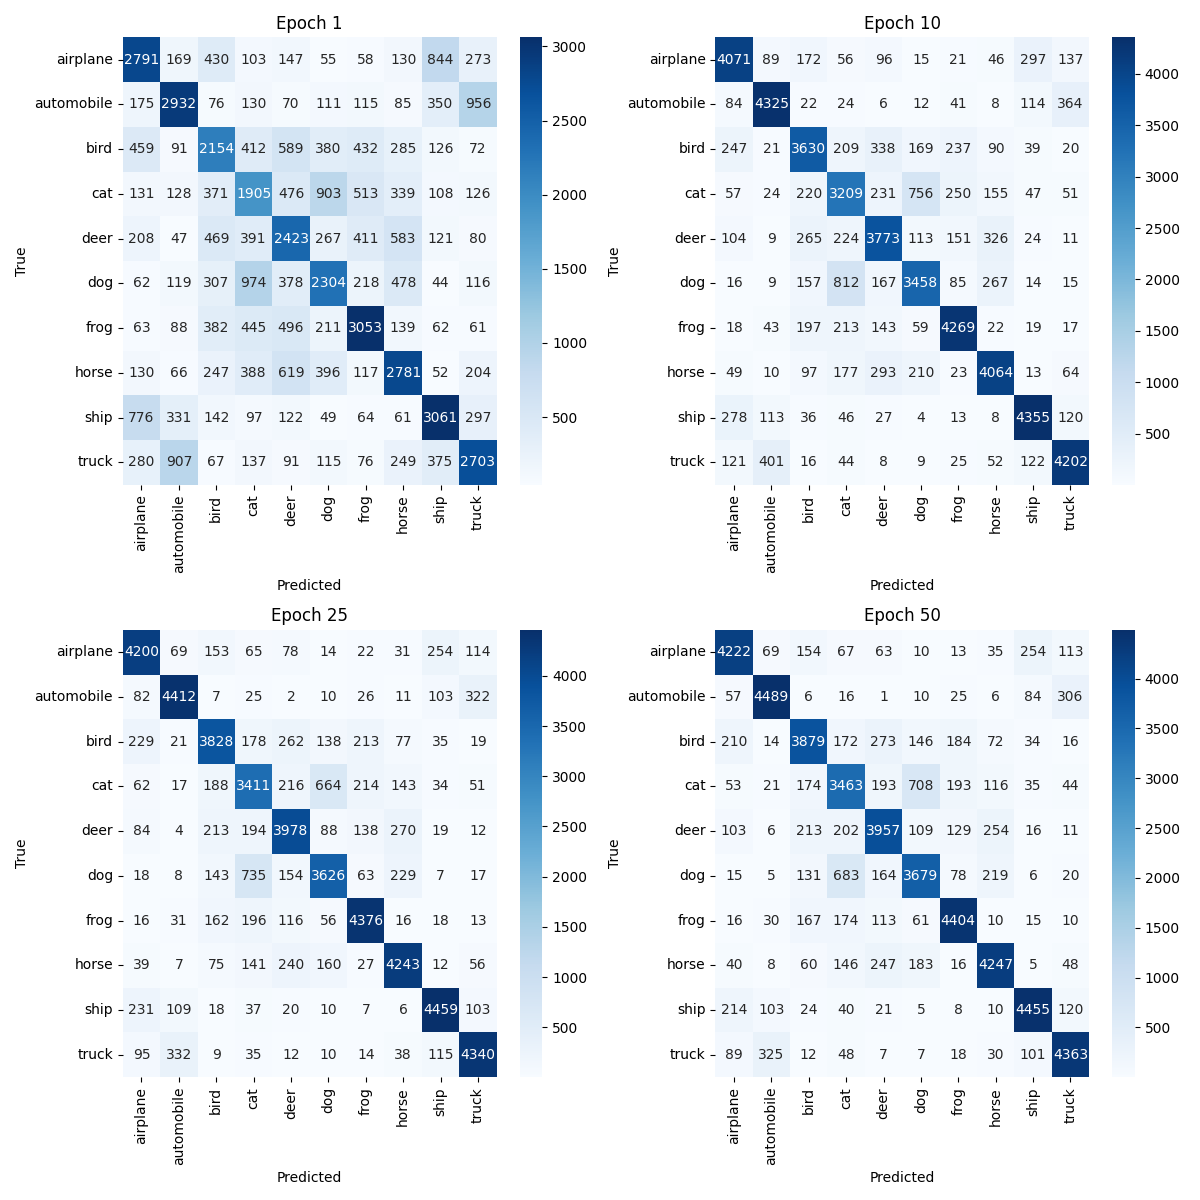 Epoch 1
airplane 2791 169 430 103 147 55 58 130 844 273
automobile 175 2932 76 130 70 111 115 85 350 956
bird 459 91 2154 412 589 380 432 285 126 72
cat 131 128 371 1905 476 903 513 339 108 126
deer 208 47 469 391 2423 267 411 583 121 80
dog 62 119 307 974 378 2304 218 478 44 116
frog 63 88 382 445 496 211 3053 139 62 61
horse 130 66 247 388 619 396 117 2781 52 204
ship 776 331 142 97 122 49 64 61 3061 297
truck 280 907 67 137 91 115 76 249 375 2703
airplane automobile bird cat deer dog frog horse ship truck
Predicted
True
3000
2500
2000
1500
1000
500
Epoch 10
airplane 4071 89 172 56 96 15 21 46 297 137
automobile 84 4325 22 24 6 12 41 8 114 364
bird 247 21 3630 209 338 169 237 90 39 20
cat 57 24 220 3209 231 756 250 155 47 51
deer 104 9 265 224 3773 113 151 326 24 11
dog 16 9 157 812 167 3458 85 267 14 15
frog 18 43 197 213 143 59 4269 22 19 17
horse 49 10 97 177 293 210 23 4064 13 64
ship 278 113 36 46 27 4 13 8 4355 120
truck 121 401 16 44 8 9 25 52 122 4202
airplane automobile bird cat deer dog frog horse ship truck
Predicted
True
4000
3500
3000
2500
2000
1500
1000
500
Epoch 25
airplane 4200 69 153 65 78 14 22 31 254 114
automobile 82 4412 7 25 2 10 26 11 103 322
bird 229 21 3828 178 262 138 213 77 35 19
cat 62 17 188 3411 216 664 214 143 34 51
deer 84 4 213 194 3978 88 138 270 19 12
dog 18 8 143 735 154 3626 63 229 7 17
frog 16 31 162 196 116 56 4376 16 18 13
horse 39 7 75 141 240 160 27 4243 12 56
ship 231 109 18 37 20 10 7 6 4459 103
truck 95 332 9 35 12 10 14 38 115 4340
airplane automobile bird cat deer dog frog horse ship truck
Predicted
True
4000
3500
3000
2500
2000
1500
1000
500
Epoch 50
airplane 4222 69 154 67 63 10 13 35 254 113
automobile 57 4489 6 16 1 10 25 6 84 306
bird 210 14 3879 172 273 146 184 72 34 16
cat 53 21 174 3463 193 708 193 116 35 44
deer 103 6 213 202 3957 109 129 254 16 11
dog 15 5 131 683 164 3679 78 219 6 20
frog 16 30 167 174 113 61 4404 10 15 10
horse 40 8 60 146 247 183 16 4247 5 48
ship 214 103 24 40 21 5 8 10 4455 120
truck 89 325 12 48 7 7 18 30 101 4363
airplane automobile bird cat deer dog frog horse ship truck
Predicted
True
4000
3500
3000
2500
2000
1500
1000
500